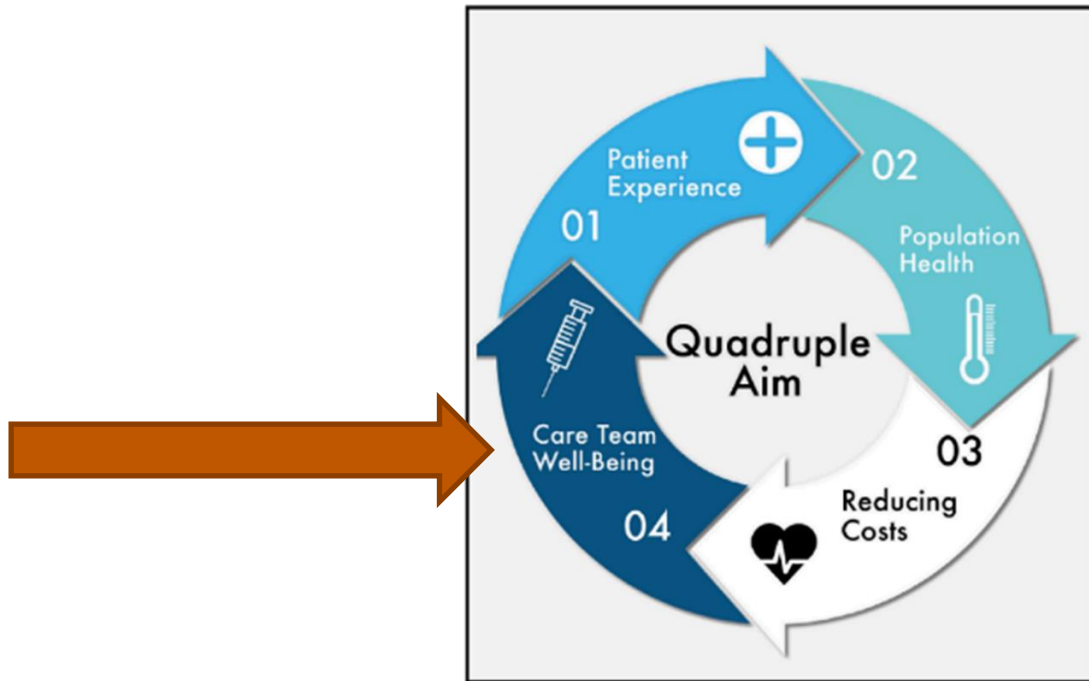 01
Patient
Experience
02
Population
Health
Quadruple
Aim
03
Reducing
Costs
04
Care Team
Well-Being